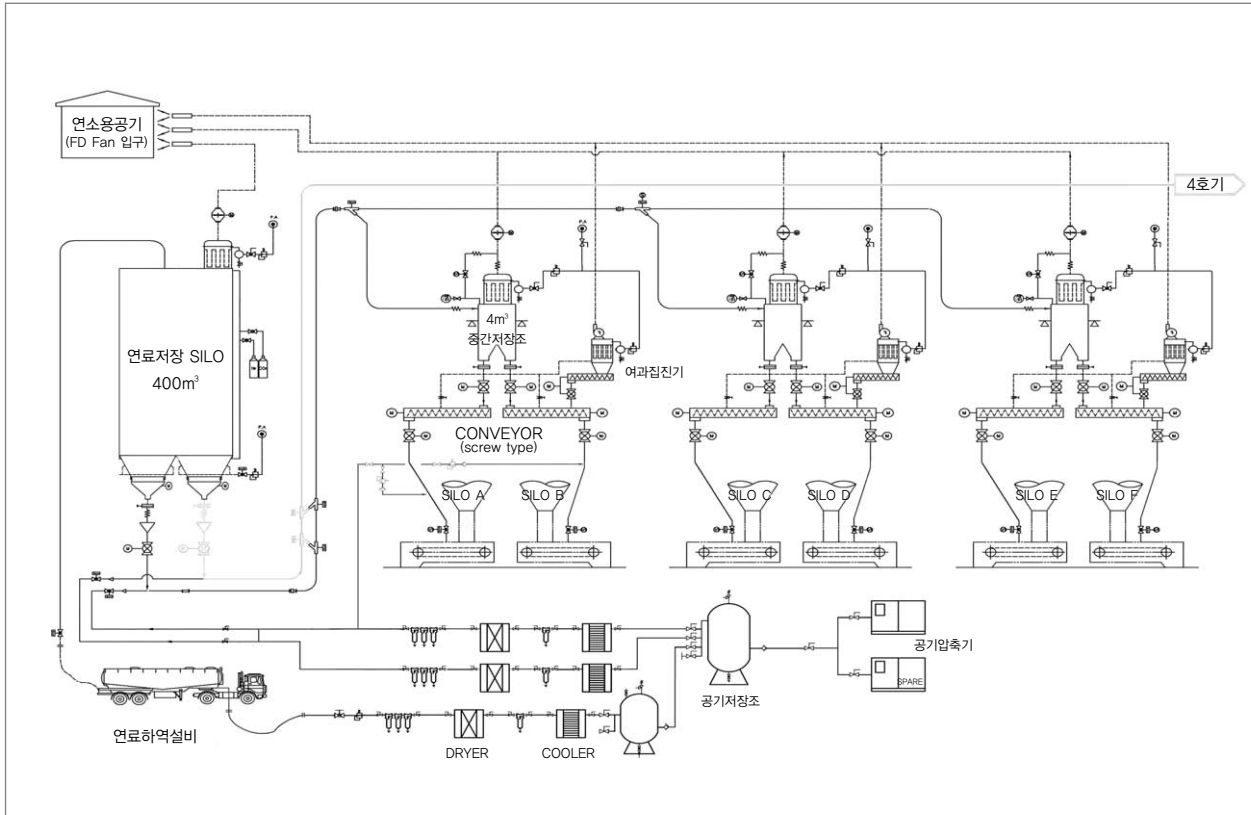 연소용공기
(FD Fan 입구)
4호기
P.A
연료저장 SILO
400m³
4m³
중간저장조
여과집진기
CONVEYOR
(screw type)
SILO A
SILO B
SILO C
SILO D
SILO E
SILO F
P.A
공기압축기
SPARE
공기저장조
연료하역설비
DRYER
COOLER